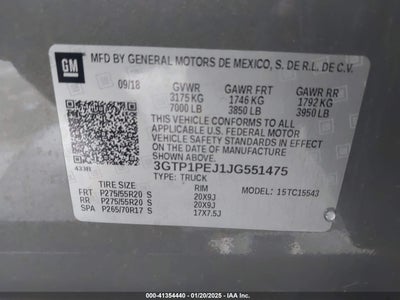 GM
MFD BY GENERAL MOTORS DE MEXICO, S. DE R.L. DE C.V.
09/18 GVWR GAWR FRT GAWR RR
3175 KG 1746 KG 1792 KG
7000 LB 3850 LB 3950 LB
THIS VEHICLE CONFORMS TO ALL
APPLICABLE U.S. FEDERAL MOTOR VEHICLE
SAFETY STANDARDS IN EFFECT ON THE
DATE OF MANUFACTURE SHOWN ABOVE.
3GTP1PEJ1JG551475
TYPE: TRUCK
4338I
MODEL: 15TC15543
TIRE SIZE RIM
FRT P275/55R20 S 20X9J
RR P275/55R20 S 20X9J
SPA P265/70R17 S 17X7.5J
000-41354440 - 01/20/2025 - IAA, Inc.